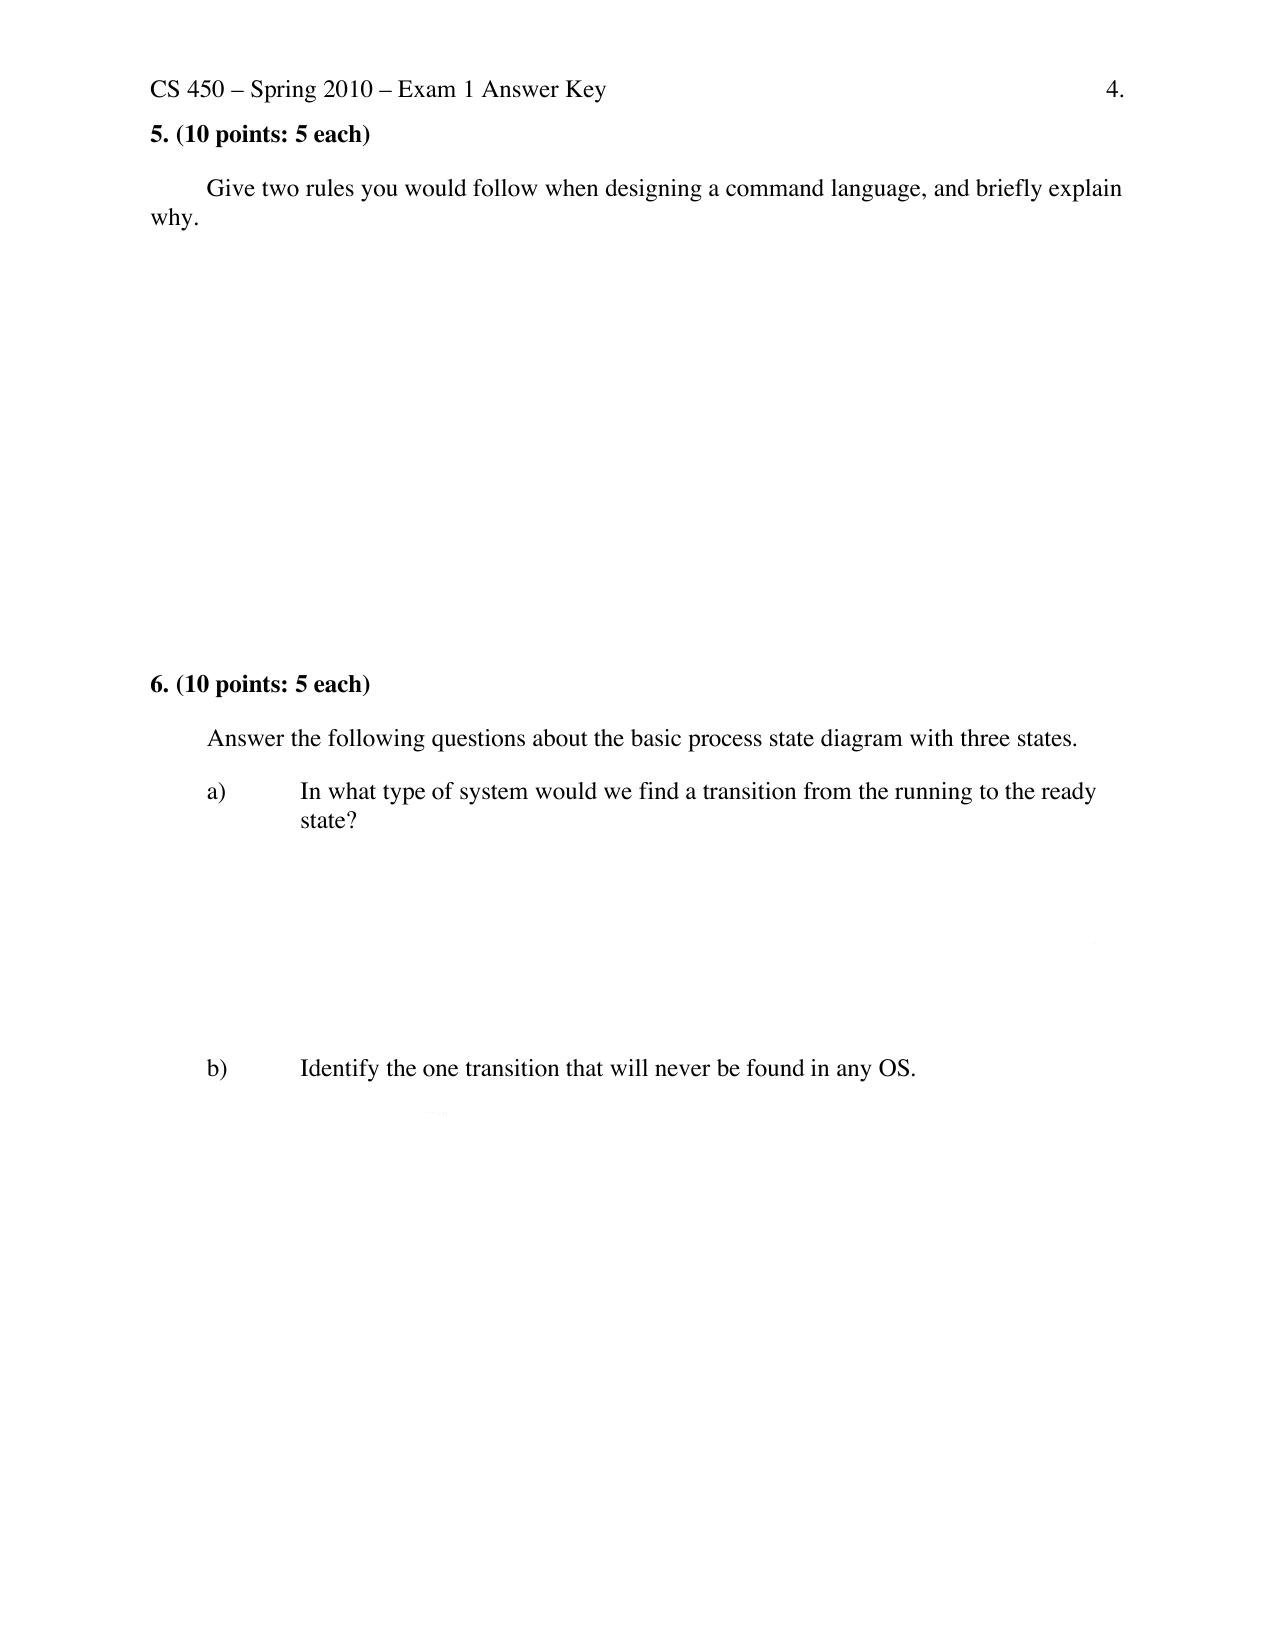 CS 450 – Spring 2010 – Exam 1 Answer Key 4.
5. (10 points: 5 each)
Give two rules you would follow when designing a command language, and briefly explain
why.
6. (10 points: 5 each)
Answer the following questions about the basic process state diagram with three states.
a) In what type of system would we find a transition from the running to the ready
state?
b) Identify the one transition that will never be found in any OS.